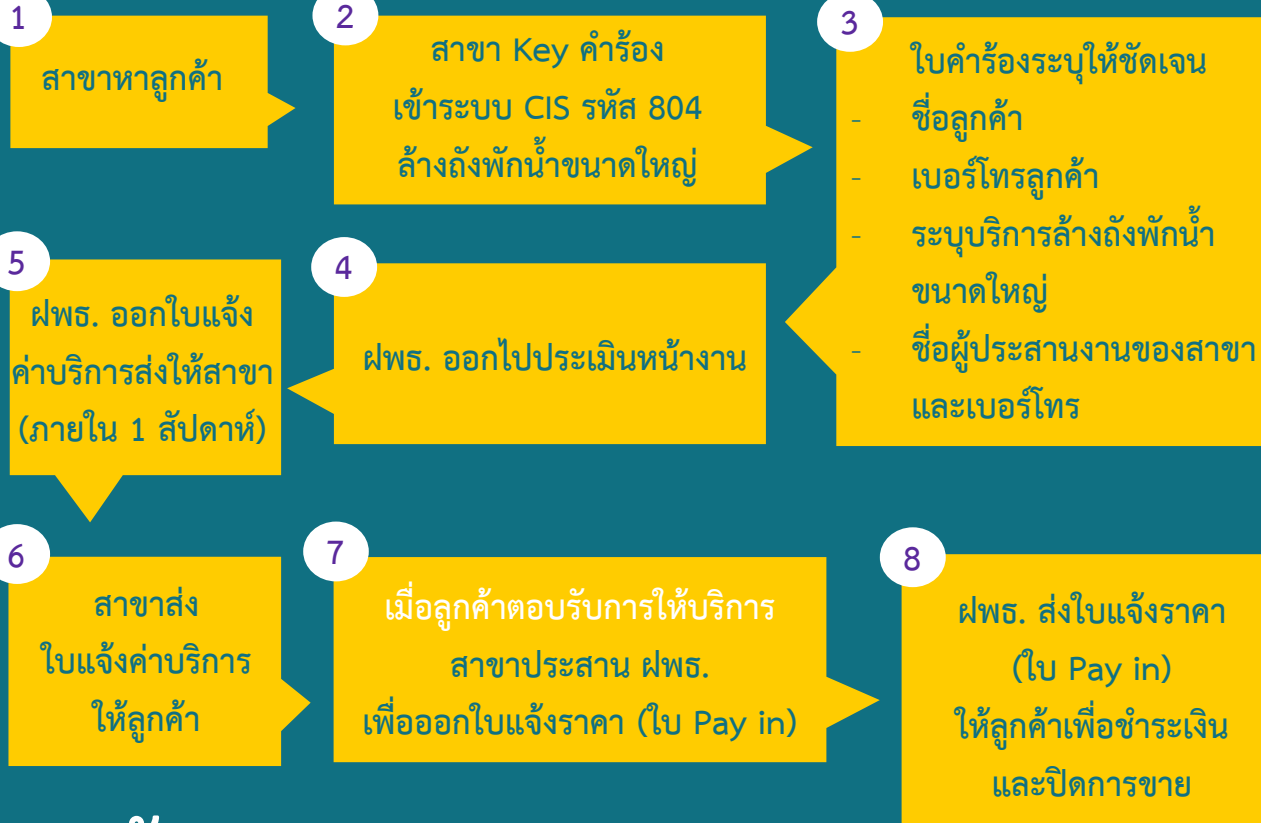 1
สาขาหาลูกค้า
2
สาขา Key คำร้อง
เข้าระบบ CIS รหัส 804
ล้างถังพักน้ำขนาดใหญ่
3
ใบคำร้องระบุให้ชัดเจน
- ชื่อลูกค้า
- เบอร์โทรลูกค้า
- ระบุบริการล้างถังพักน้ำ
ขนาดใหญ่
- ชื่อผู้ประสานงานของสาขา
และเบอร์โทร
4
ฝพธ. ออกไปประเมินหน้างาน
5
ฝพธ. ออกใบแจ้ง
ค่าบริการส่งให้สาขา
(ภายใน 1 สัปดาห์)
6
สาขาส่ง
ใบแจ้งค่าบริการ
ให้ลูกค้า
7
เมื่อลูกค้าตอบรับการให้บริการ
สาขาประสาน ฝพธ.
เพื่อออกใบแจ้งราคา (ใบ Pay in)
8
ฝพธ. ส่งใบแจ้งราคา
(ใบ Pay in)
ให้ลูกค้าเพื่อชำระเงิน
และปิดการขาย